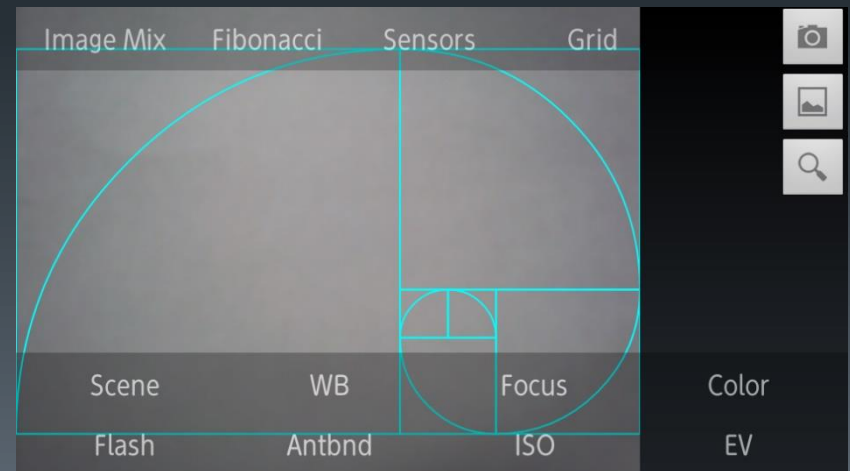 Image Mix Fibonacci Sensors Grid
Scene WB Focus Color
Flash Antbnd ISO EV